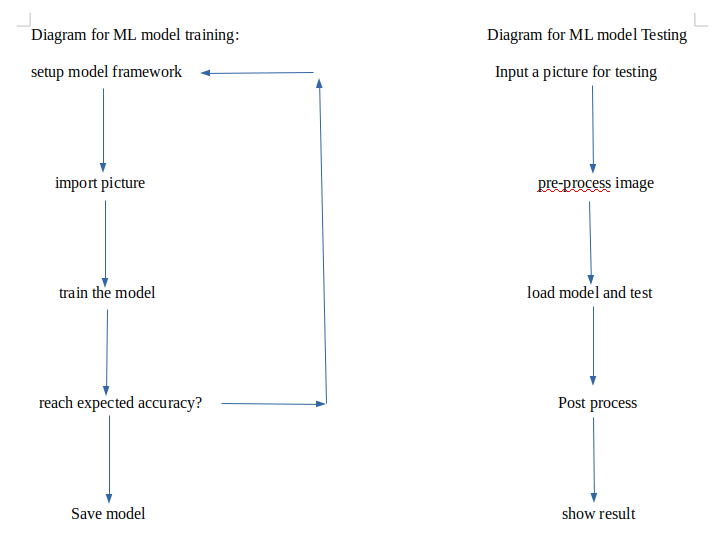 Diagram for ML model training:
setup model framework
import picture
train the model
reach expected accuracy?
Save model
Diagram for ML model Testing
Input a picture for testing
pre-process image
load model and test
Post process
show result